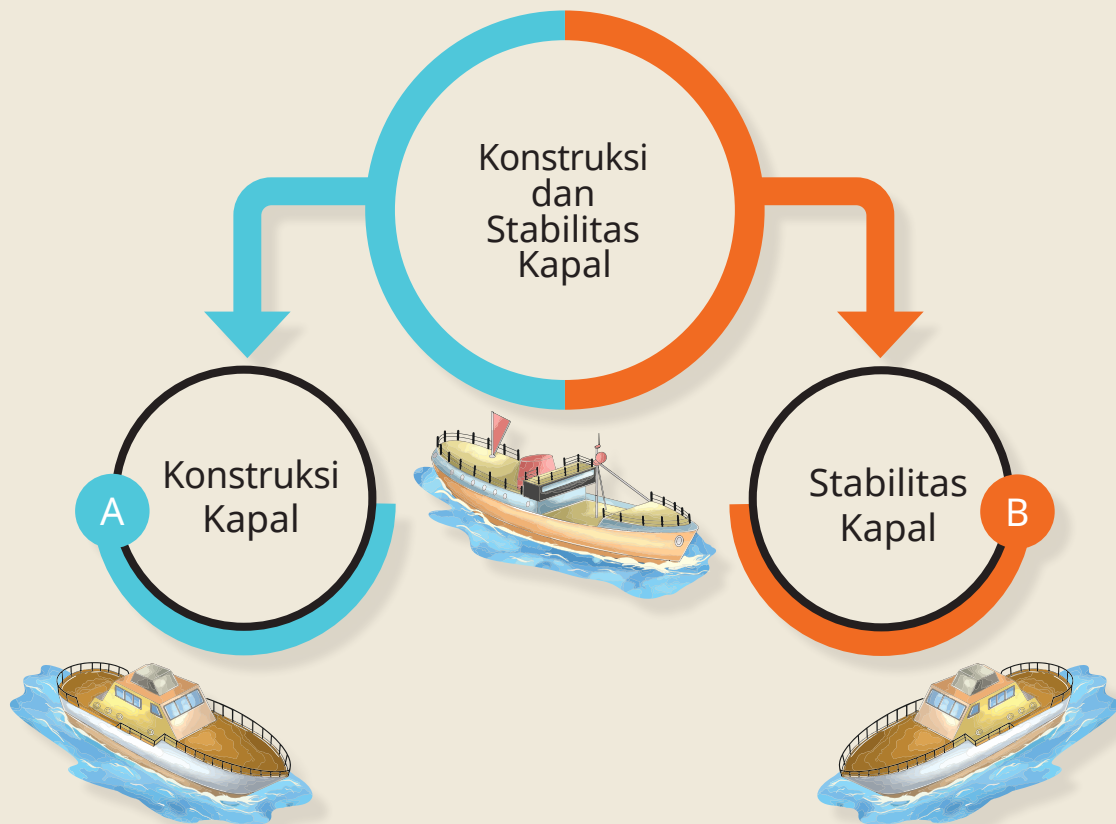 Konstruksi
dan
Stabilitas
Kapal
A
Konstruksi
Kapal
Stabilitas
Kapal
B